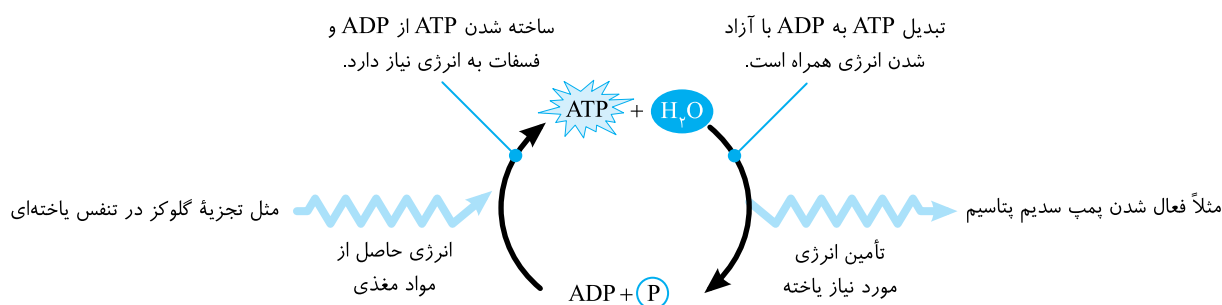 تبدیل ATP به ADP با آزاد
شدن انرژی همراه است.
ساخته شدن ATP از ADP و
فسفات به انرژی نیاز دارد.
ATP + H₂O
مثلاً فعال شدن پمپ سدیم پتاسیم
تأمین انرژی
مورد نیاز یاخته
مثل تجزیۀ گلوکز در تنفس یاخته‌ای
انرژی حاصل از
مواد مغذی
ADP + P